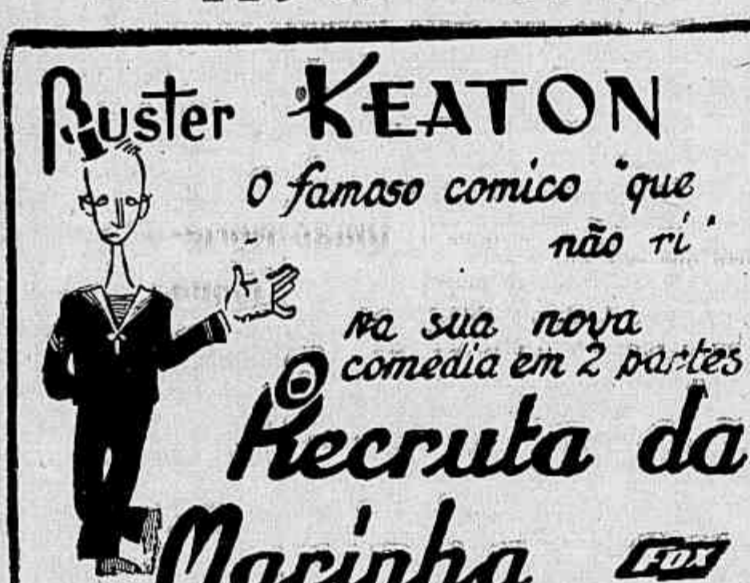 Buster KEATON
O famoso comico "que
não ri"
na sua nova
comedia em 2 partes
O
Recruta da
Marinha FOX